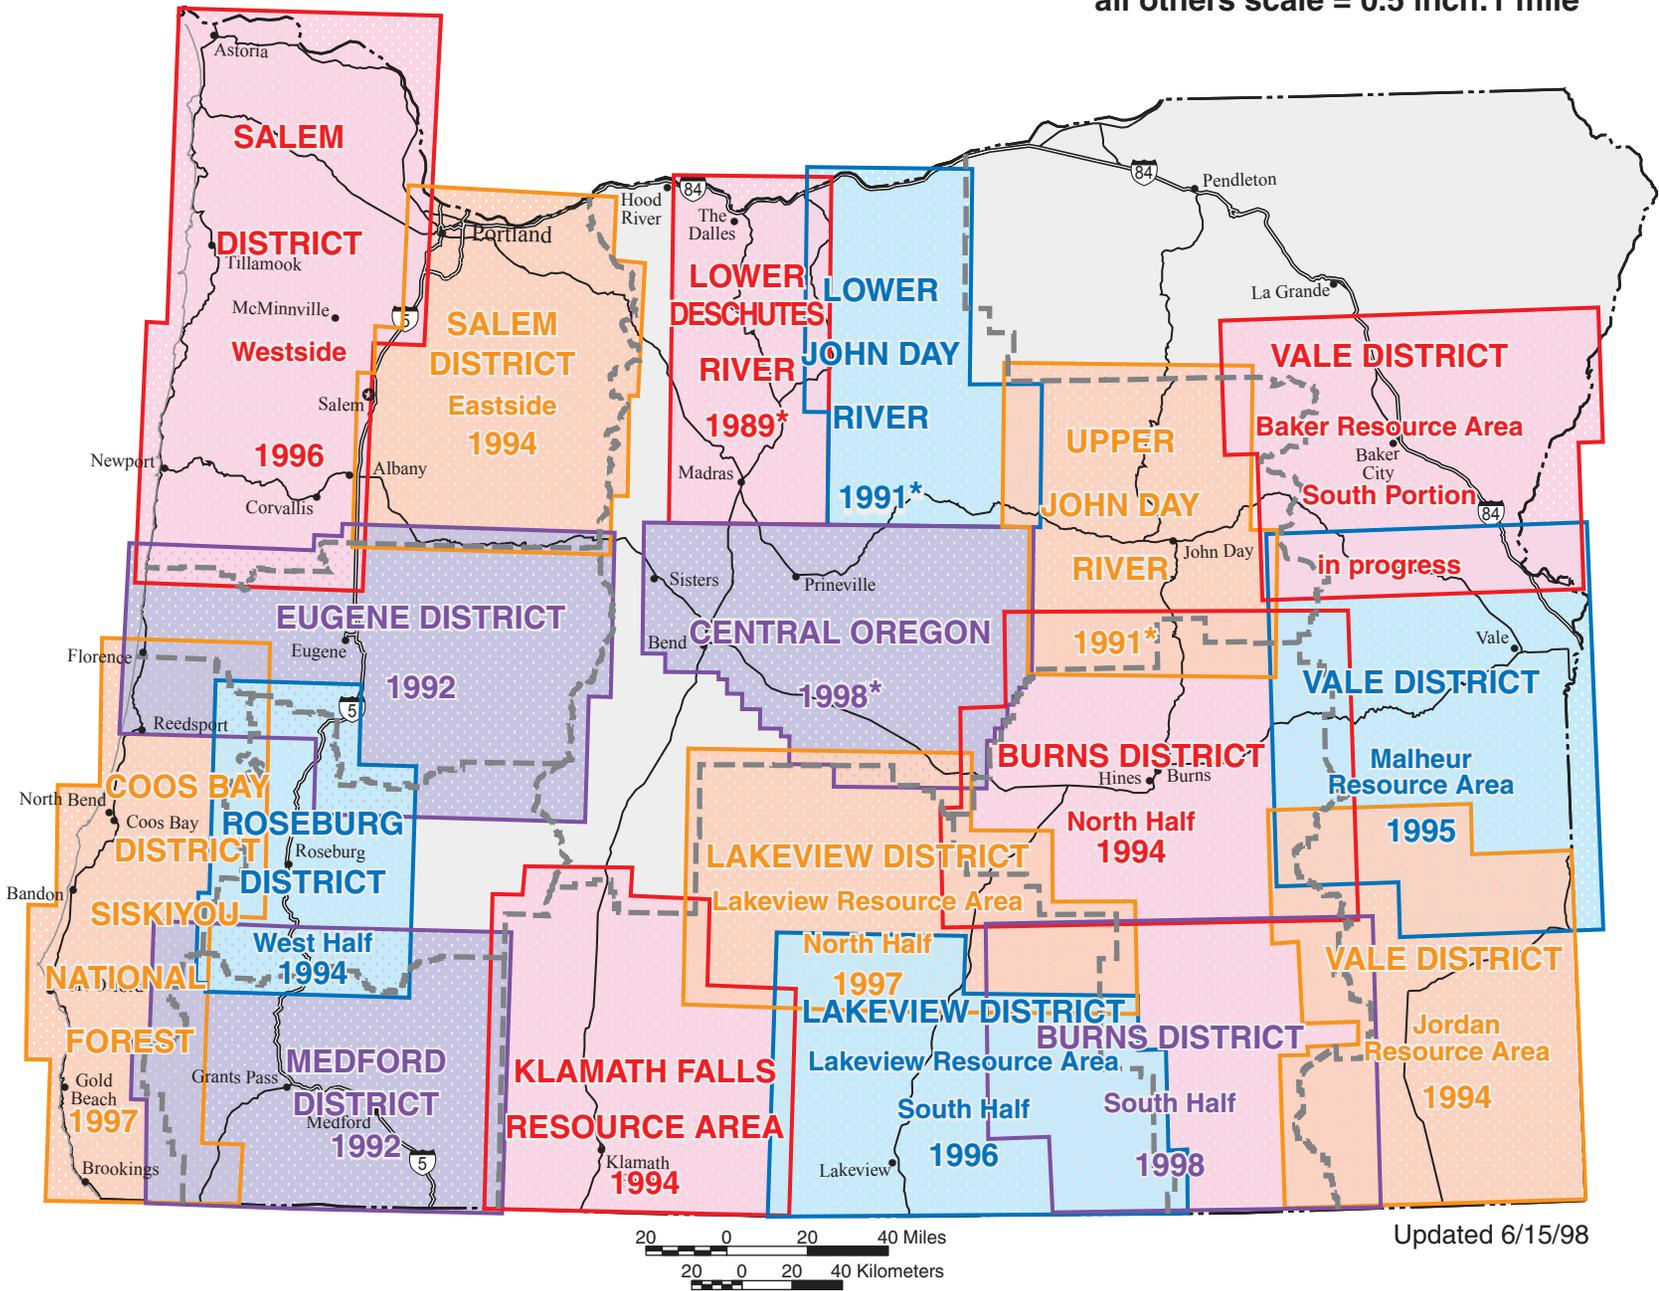 all others scale = 0.5 inch:1 mile
Astoria
SALEM
DISTRICT
Tillamook
McMinnville
Westside
Salem
1996
Newport
Albany
Corvallis
5
Portland
SALEM
DISTRICT
Eastside
1994
Hood
River
84
The
Dalles
LOWER
DESCHUTES
RIVER
1989*
Madras
84
LOWER
JOHN DAY
RIVER
1991*
84
Pendleton
La Grande
UPPER
JOHN DAY
RIVER
1991*
John Day
VALE DISTRICT
Baker Resource Area
Baker
City
South Portion
84
in progress
EUGENE DISTRICT
Eugene
1992
Florence
Reedsport
5
Sisters
Prineville
Bend
CENTRAL OREGON
1998*
Vale
VALE DISTRICT
Malheur
Resource Area
1995
BURNS DISTRICT
Hines
Burns
North Half
1994
COOS BAY
North Bend
Coos Bay
DISTRICT
Bandon
SISKIYOU
NATIONAL
FOREST
Gold
Beach
1997
Brookings
ROSEBURG
Roseburg
DISTRICT
West Half
1994
LAKEVIEW DISTRICT
Lakeview Resource Area
North Half
1997
LAKEVIEW DISTRICT
Lakeview Resource Area
South Half
1996
Lakeview
BURNS DISTRICT
South Half
1998
VALE DISTRICT
Jordan
Resource Area
1994
MEDFORD
Grants Pass
DISTRICT
Medford
1992
5
KLAMATH FALLS
RESOURCE AREA
Klamath
1994
20 0 20 40 Miles
20 0 20 40 Kilometers
Updated 6/15/98